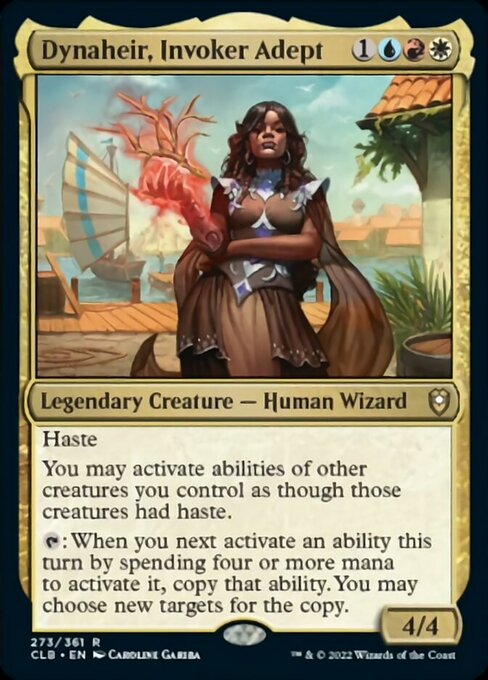 Dynaheir, Invoker Adept 1
Legendary Creature — Human Wizard
Haste
You may activate abilities of other
creatures you control as though those
creatures had haste.
: When you next activate an ability this
turn by spending four or more mana
to activate it, copy that ability. You may
choose new targets for the copy.
4/4
273/361 R
CLB • EN Caroline Gariba
™ & © 2022 Wizards of the Coast